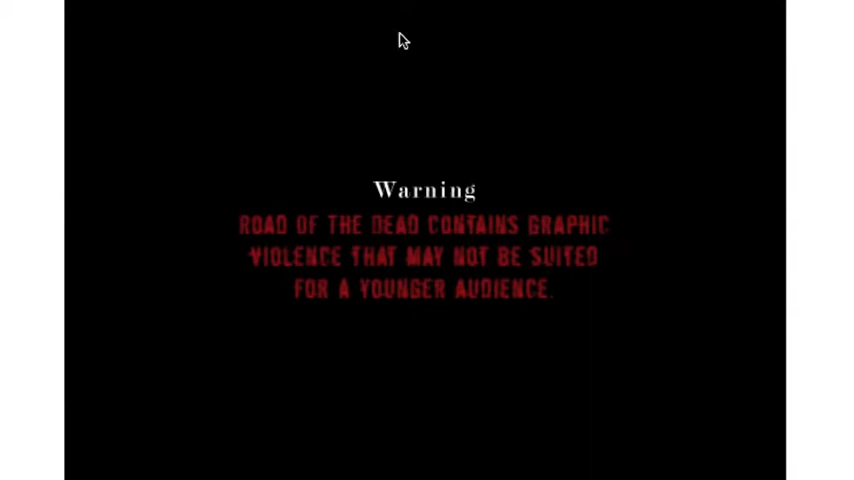 Warning
ROAD OF THE DEAD CONTAINS GRAPHIC
VIOLENCE THAT MAY NOT BE SUITED
FOR A YOUNGER AUDIENCE.